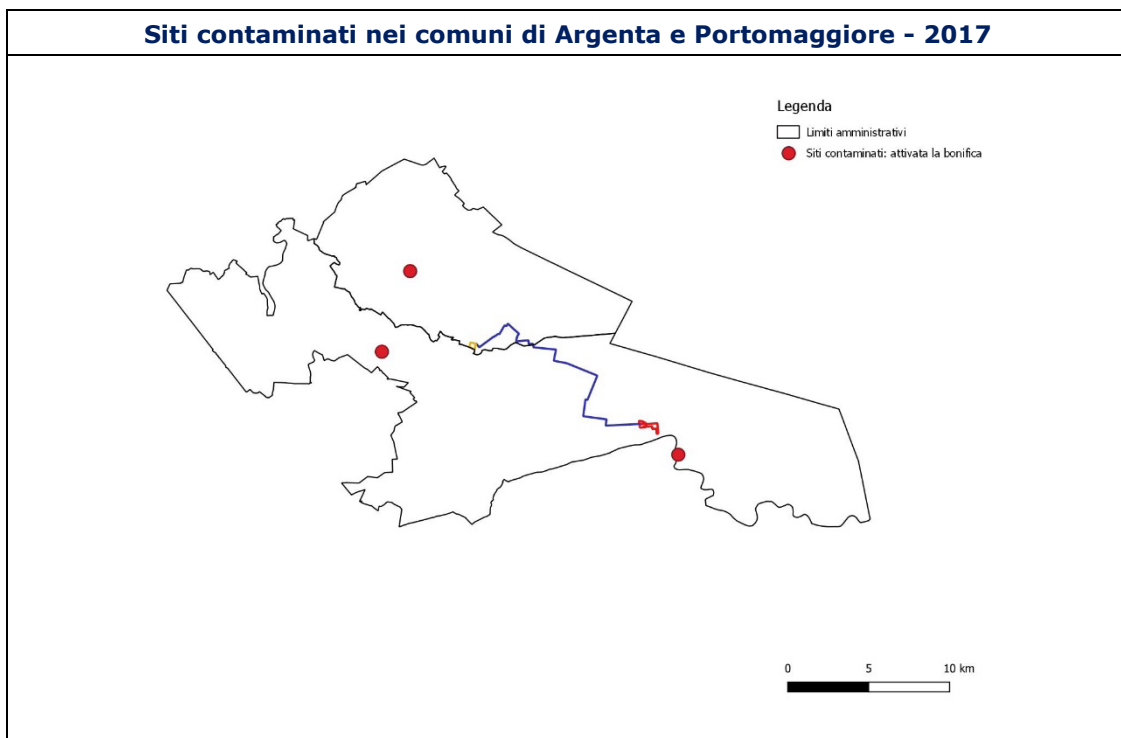 Siti contaminati nei comuni di Argenta e Portomaggiore - 2017
Legenda
Limiti amministrativi
Siti contaminati: attivata la bonifica
0 5 10 km